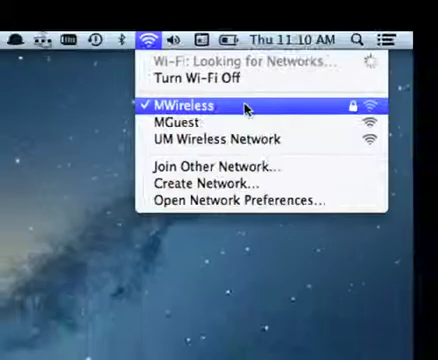 Thu 11:10 AM
Wi-Fi: Looking for Networks...
Turn Wi-Fi Off
MWireless
MGuest
UM Wireless Network
Join Other Network...
Create Network...
Open Network Preferences...